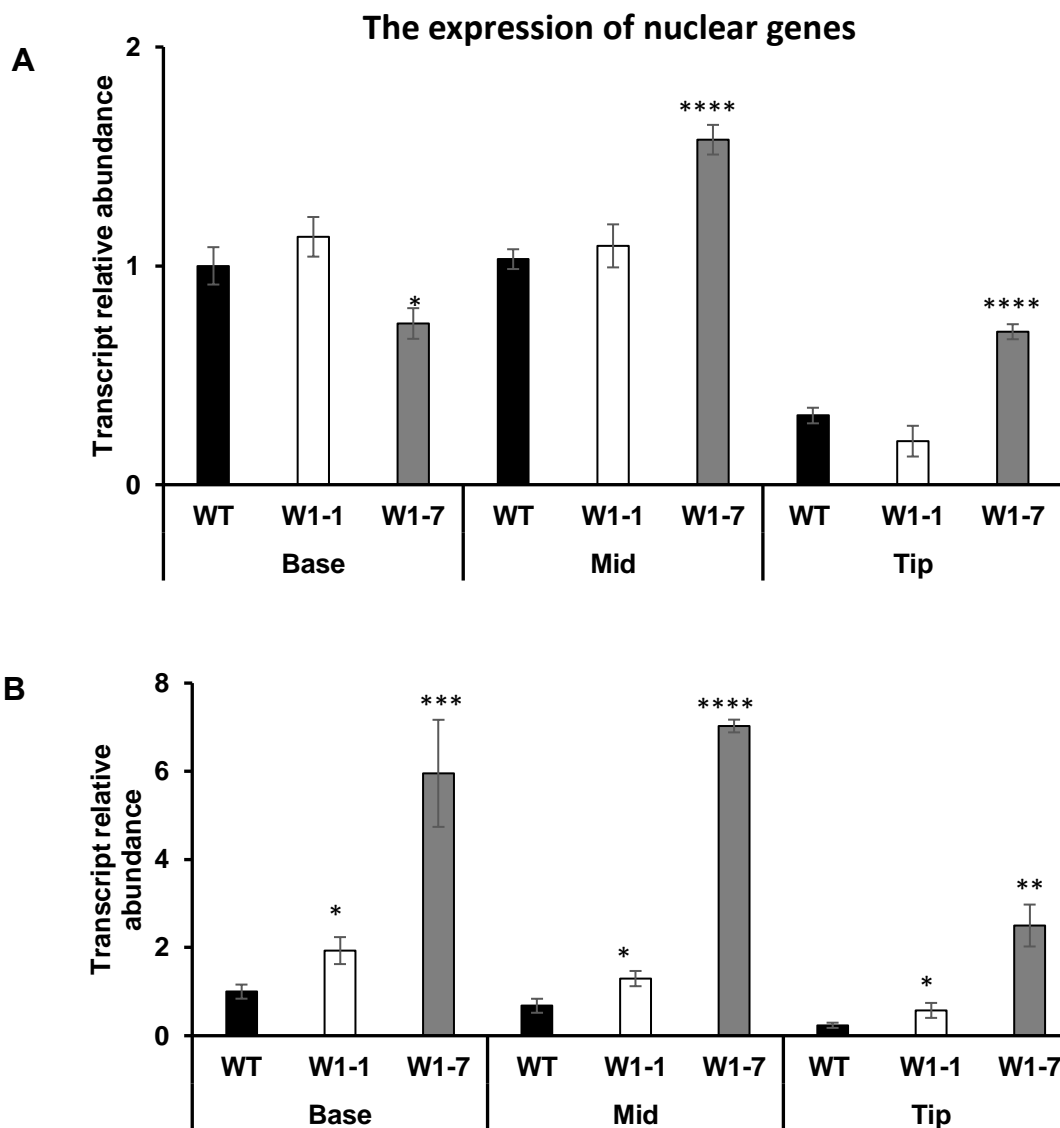 The expression of nuclear genes
A
Transcript relative abundance
2
1
0
*
****
****
WT W1-1 W1-7 WT W1-1 W1-7 WT W1-1 W1-7
Base Mid Tip
B
Transcript relative
abundance
8
6
4
2
0
*
***
*
****
*
**
WT W1-1 W1-7 WT W1-1 W1-7 WT W1-1 W1-7
Base Mid Tip